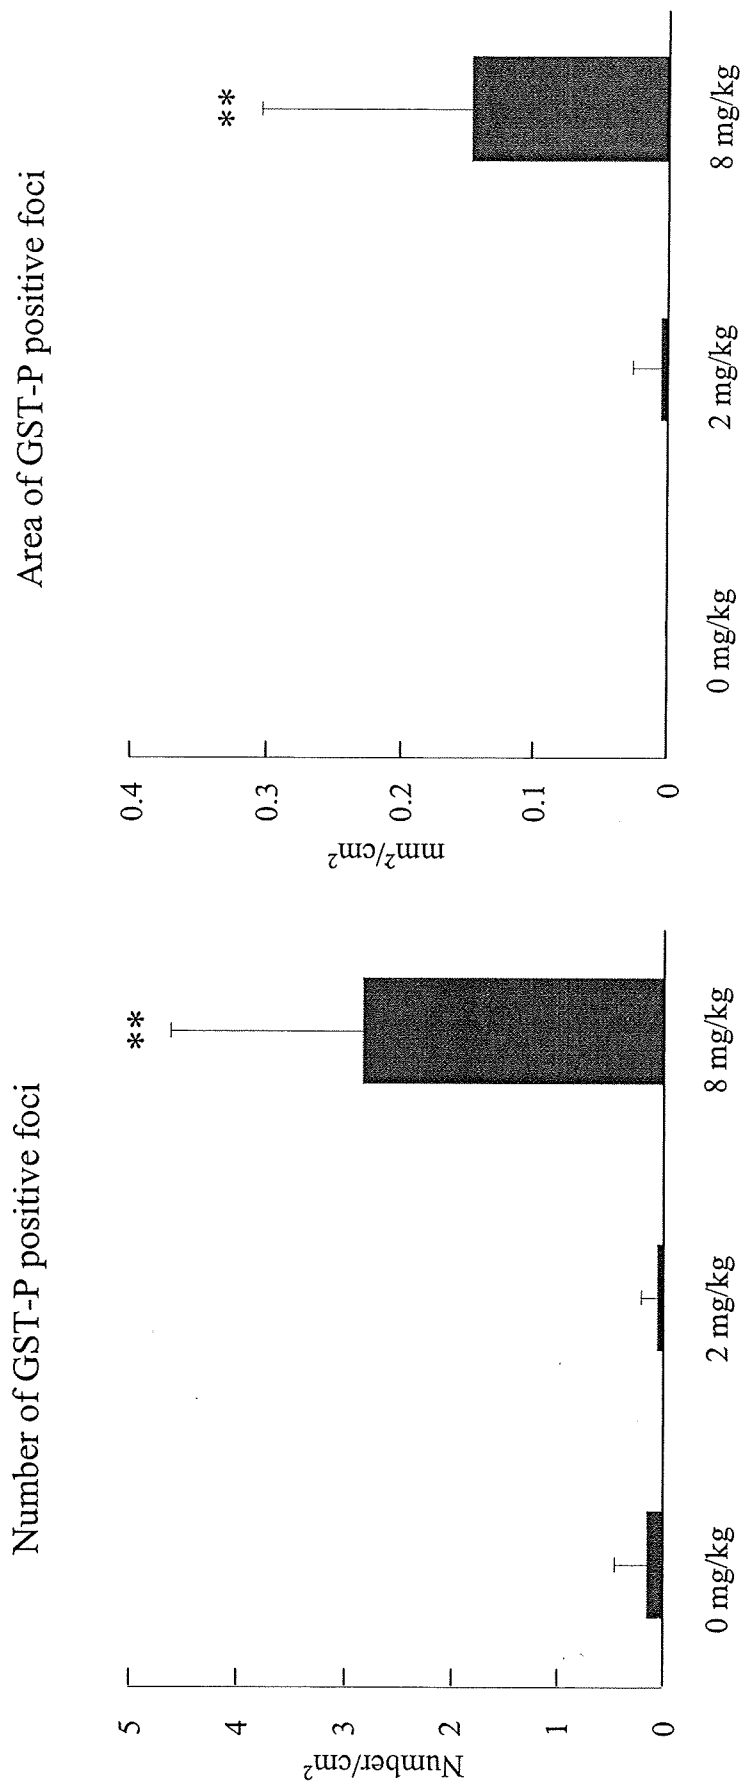 Number of GST-P positive foci
Number/cm²
5
4
3
2
1
0
**
0 mg/kg
2 mg/kg
8 mg/kg
Area of GST-P positive foci
mm²/cm²
0.4
0.3
0.2
0.1
0
**
0 mg/kg
2 mg/kg
8 mg/kg